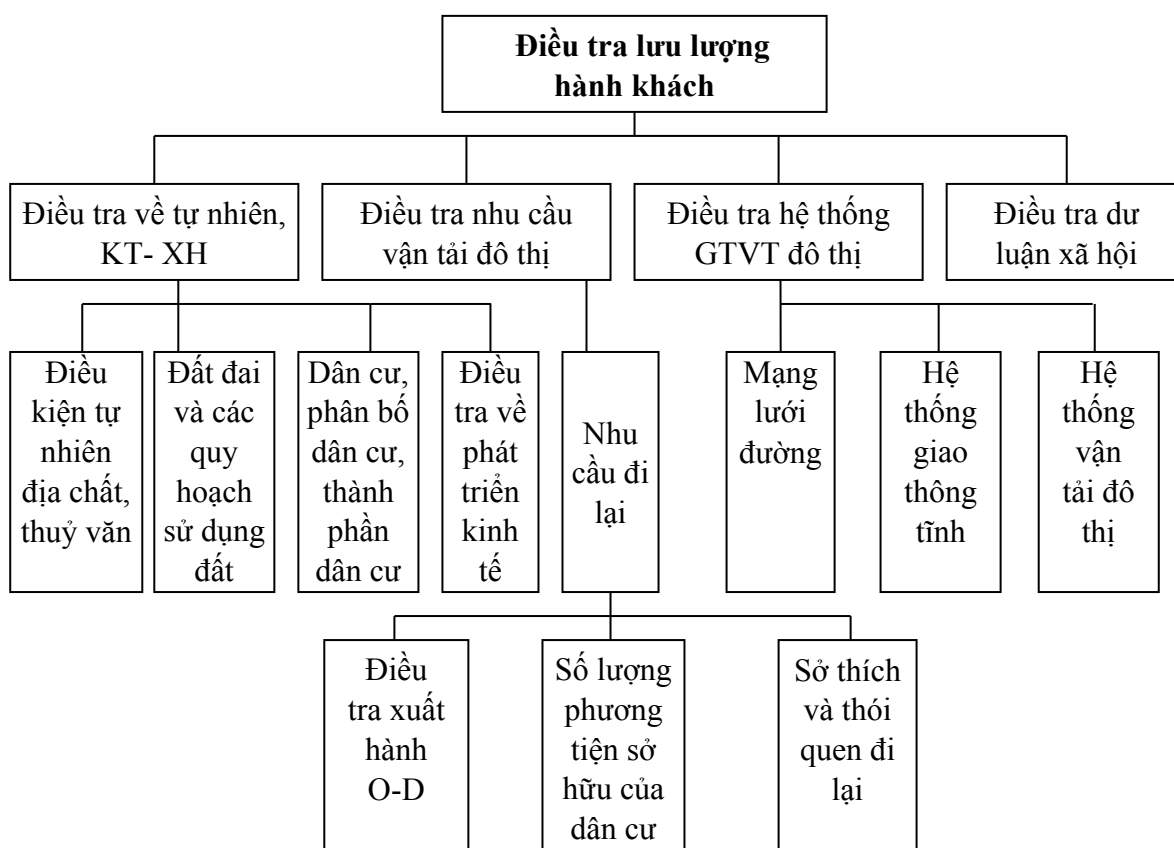 Điều tra lưu lượng
hành khách
Điều tra về tự nhiên,
KT- XH
Điều tra nhu cầu
vận tải đô thị
Điều tra hệ thống
GTVT đô thị
Điều tra dư
luận xã hội
Điều
kiện tự
nhiên
địa chất,
thuỷ văn
Đất đai
và các
quy
hoạch
sử dụng
đất
Dân cư,
phân bố
dân cư,
thành
phần
dân cư
Điều
tra về
phát
triển
kinh
tế
Nhu
cầu đi
lại
Mạng
lưới
đường
Hệ
thống
giao
thông
tĩnh
Hệ
thống
vận
tải đô
thị
Điều
tra xuất
hành
O-D
Số lượng
phương
tiện sở
hữu của
dân cư
Sở thích
và thói
quen đi
lại